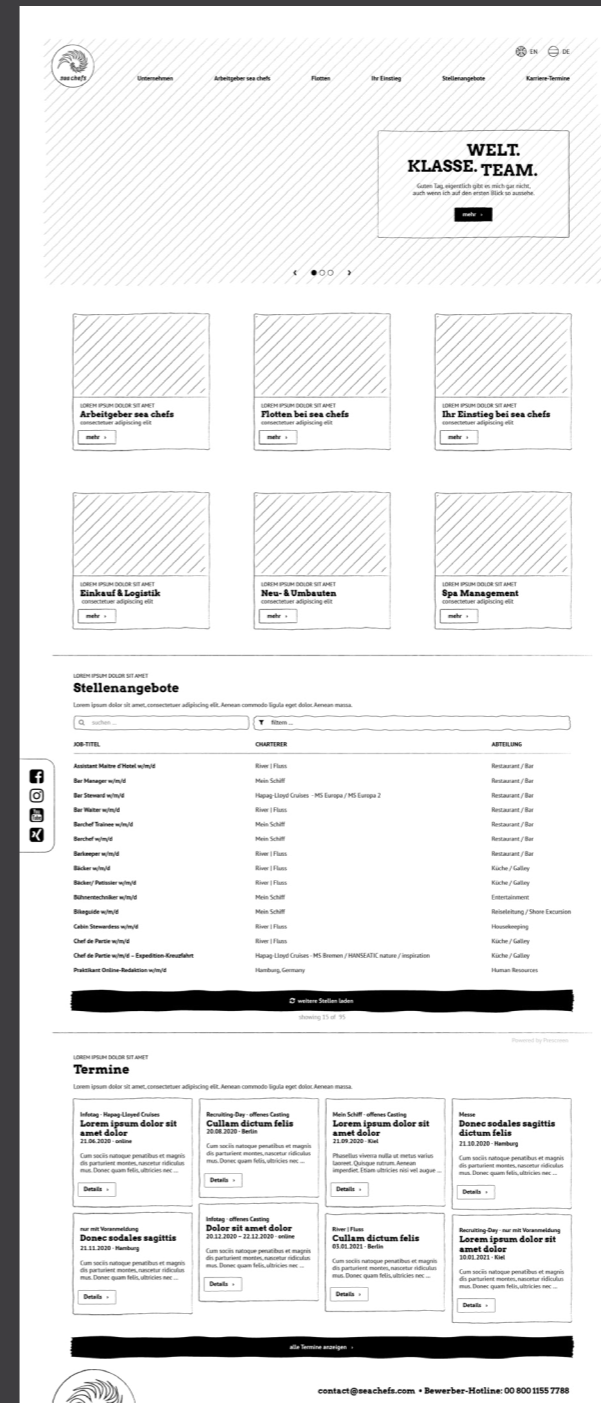 sea chefs
EN DE
Unternehmen Arbeitgeber sea chefs Flotten Ihr Einstieg Stellenangebote Karriere-Termine
WELT.
KLASSE. TEAM.
Guten Tag, eigentlich gibt es mich gar nicht,
auch wenn ich auf den ersten Blick so aussehe.
mehr ›
‹ ›
LOREM IPSUM DOLOR SIT AMET
Arbeitgeber sea chefs
consectetuer adipiscing elit
mehr ›
LOREM IPSUM DOLOR SIT AMET
Flotten bei sea chefs
consectetuer adipiscing elit
mehr ›
LOREM IPSUM DOLOR SIT AMET
Ihr Einstieg bei sea chefs
consectetuer adipiscing elit
mehr ›
LOREM IPSUM DOLOR SIT AMET
Einkauf & Logistik
consectetuer adipiscing elit
mehr ›
LOREM IPSUM DOLOR SIT AMET
Neu- & Umbauten
consectetuer adipiscing elit
mehr ›
LOREM IPSUM DOLOR SIT AMET
Spa Management
consectetuer adipiscing elit
mehr ›
LOREM IPSUM DOLOR SIT AMET
Stellenangebote
Lorem ipsum dolor sit amet, consectetuer adipiscing elit. Aenean commodo ligula eget dolor. Aenean massa.
suchen ... filtern ...
JOB-TITEL CHARTERER ABTEILUNG
Assistant Maitre d'Hotel w/m/d River | Fluss Restaurant / Bar
Bar Manager w/m/d Mein Schiff Restaurant / Bar
Bar Steward w/m/d Hapag-Lloyd Cruises - MS Europa / MS Europa 2 Restaurant / Bar
Bar Waiter w/m/d River | Fluss Restaurant / Bar
Barchef Trainee w/m/d Mein Schiff Restaurant / Bar
Barchef w/m/d Mein Schiff Restaurant / Bar
Barkeeper w/m/d River | Fluss Restaurant / Bar
Bäcker w/m/d River | Fluss Küche / Galley
Bäcker/ Patissier w/m/d River | Fluss Küche / Galley
Bühnentechniker w/m/d Mein Schiff Entertainment
Bikeguide w/m/d Mein Schiff Reiseleitung / Shore Excursion
Cabin Stewardess w/m/d River | Fluss Housekeeping
Chef de Partie w/m/d River | Fluss Küche / Galley
Chef de Partie w/m/d – Expedition-Kreuzfahrt Hapag-Lloyd Cruises - MS Bremen / HANSEATIC nature / inspiration Küche / Galley
Praktikant Online-Redaktion w/m/d Hamburg, Germany Human Resources
weitere Stellen laden
showing 15 of 95
Powered by
LOREM IPSUM DOLOR SIT AMET
Termine
Lorem ipsum dolor sit amet, consectetuer adipiscing elit. Aenean commodo ligula eget dolor. Aenean massa.
Infotag - Hapag-Lloyed Cruises
Lorem ipsum dolor sit
amet dolor
21.06.2020 - online
Cum sociis natoque penatibus et magnis
dis parturient montes, nascetur ridiculus
mus. Donec quam felis, ultricies nec ...
Details ›
Recruiting-Day - offenes Casting
Cullam dictum felis
20.08.2020 - Berlin
Cum sociis natoque penatibus et magnis
dis parturient montes, nascetur ridiculus
mus. Donec quam felis, ultricies nec ...
Details ›
Mein Schiff - offenes Casting
Lorem ipsum dolor sit
amet dolor
21.09.2020 - Kiel
Phasellus viverra nulla ut metus varius
laoreet. Quisque rutrum. Aenean
imperdiet. Etiam ultricies nisi vel augue ...
Details ›
Messe
Donec sodales sagittis
dictum felis
21.10.2020 - Hamburg
Cum sociis natoque penatibus et magnis
dis parturient montes, nascetur ridiculus
mus. Donec quam felis, ultricies nec ...
Details ›
nur mit Voranmeldung
Donec sodales sagittis
21.11.2020 - Hamburg
Cum sociis natoque penatibus et magnis
dis parturient montes, nascetur ridiculus
mus. Donec quam felis, ultricies nec ...
Details ›
Infotag - offenes Casting
Dolor sit amet dolor
20.12.2020 – 22.12.2020 - online
Cum sociis natoque penatibus et magnis
dis parturient montes, nascetur ridiculus
mus. Donec quam felis, ultricies nec ...
Details ›
River | Fluss
Cullam dictum felis
03.01.2021 - Berlin
Cum sociis natoque penatibus et magnis
dis parturient montes, nascetur ridiculus
mus. Donec quam felis, ultricies nec ...
Details ›
Recruiting-Day - nur mit Voranmeldung
Lorem ipsum dolor sit
amet dolor
10.01.2021 - Kiel
Cum sociis natoque penatibus et magnis
dis parturient montes, nascetur ridiculus
mus. Donec quam felis, ultricies nec ...
Details ›
alle Termine anzeigen ›
contact@seachefs.com • Bewerber-Hotline: 00 800 1155 7788